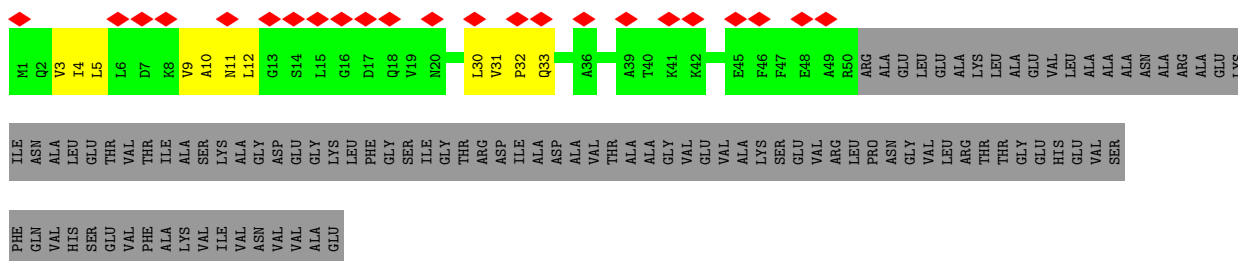 M1 Q2 V3 I4 L5 L6 D7 K8 V9 A10 N11 L12 G13 S14 L15 G16 D17 Q18 V19 N20 L30 V31 P32 Q33 A36 A39 T40 K41 K42 E45 F46 F47 E48 A49 R50 ARG ALA GLU LEU GLU ALA LYS LEU ALA GLU VAL LEU ALA ALA ALA ASN ALA ARG ALA GLU LYS
ILE ASN ALA LEU GLU THR VAL THR ILE ALA SER LYS ALA GLY ASP GLU GLY LYS LEU PHE GLY SER ILE GLY THR ARG ASP ILE ALA ASP ALA VAL THR ALA ALA GLY VAL GLU VAL ALA LYS SER GLU VAL ARG LEU PRO ASN GLY VAL LEU ARG THR THR GLY GLU HIS GLU VAL SER
PHE GLN VAL HIS SER GLU VAL PHE ALA LYS VAL ILE VAL ASN VAL VAL ALA GLU